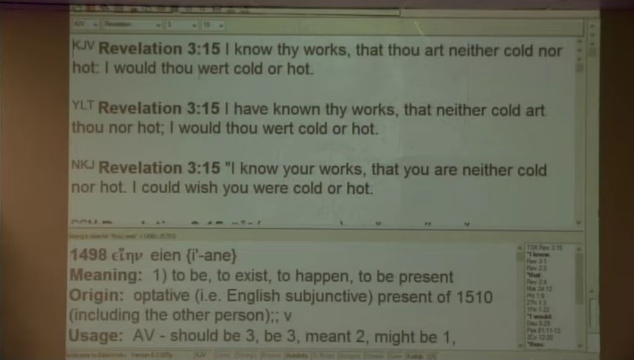 KJV Revelation 3:15 I know thy works, that thou art neither cold nor
hot: I would thou wert cold or hot.
YLT Revelation 3:15 I have known thy works, that neither cold art
thou nor hot; I would thou wert cold or hot.
NKJ Revelation 3:15 "I know your works, that you are neither cold
nor hot. I could wish you were cold or hot.
1498 εἴην eien {i'-ane}
Meaning: 1) to be, to exist, to happen, to be present
Origin: optative (i.e. English subjunctive) present of 1510
(including the other person);; v
Usage: AV - should be 3, be 3, meant 2, might be 1,